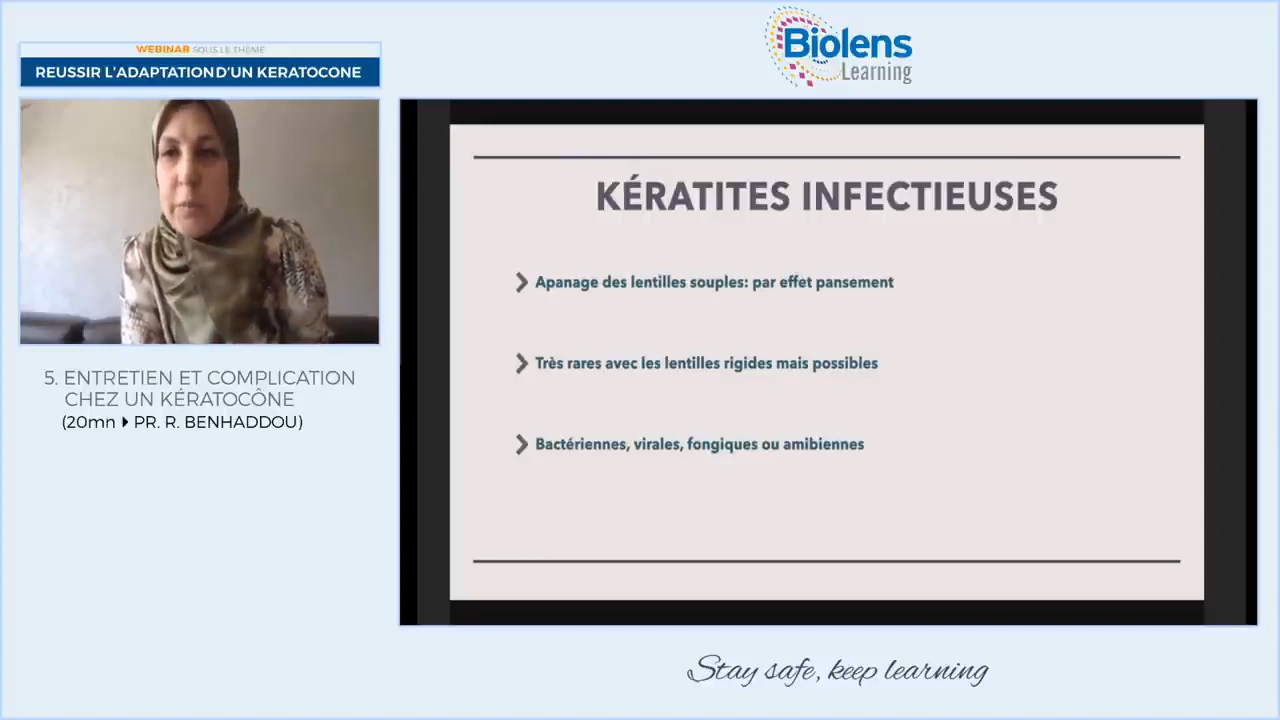 Biolens
Learning
WEBINAR SOUS LE THÈME
REUSSIR L'ADAPTATION D'UN KERATOCONE
5. ENTRETIEN ET COMPLICATION
CHEZ UN KÉRATOCÔNE
(20mn PR. R. BENHADDOU)
KÉRATITES INFECTIEUSES
Apanage des lentilles souples: par effet pansement
Très rares avec les lentilles rigides mais possibles
Bactériennes, virales, fongiques ou amibiennes
Stay safe, keep learning